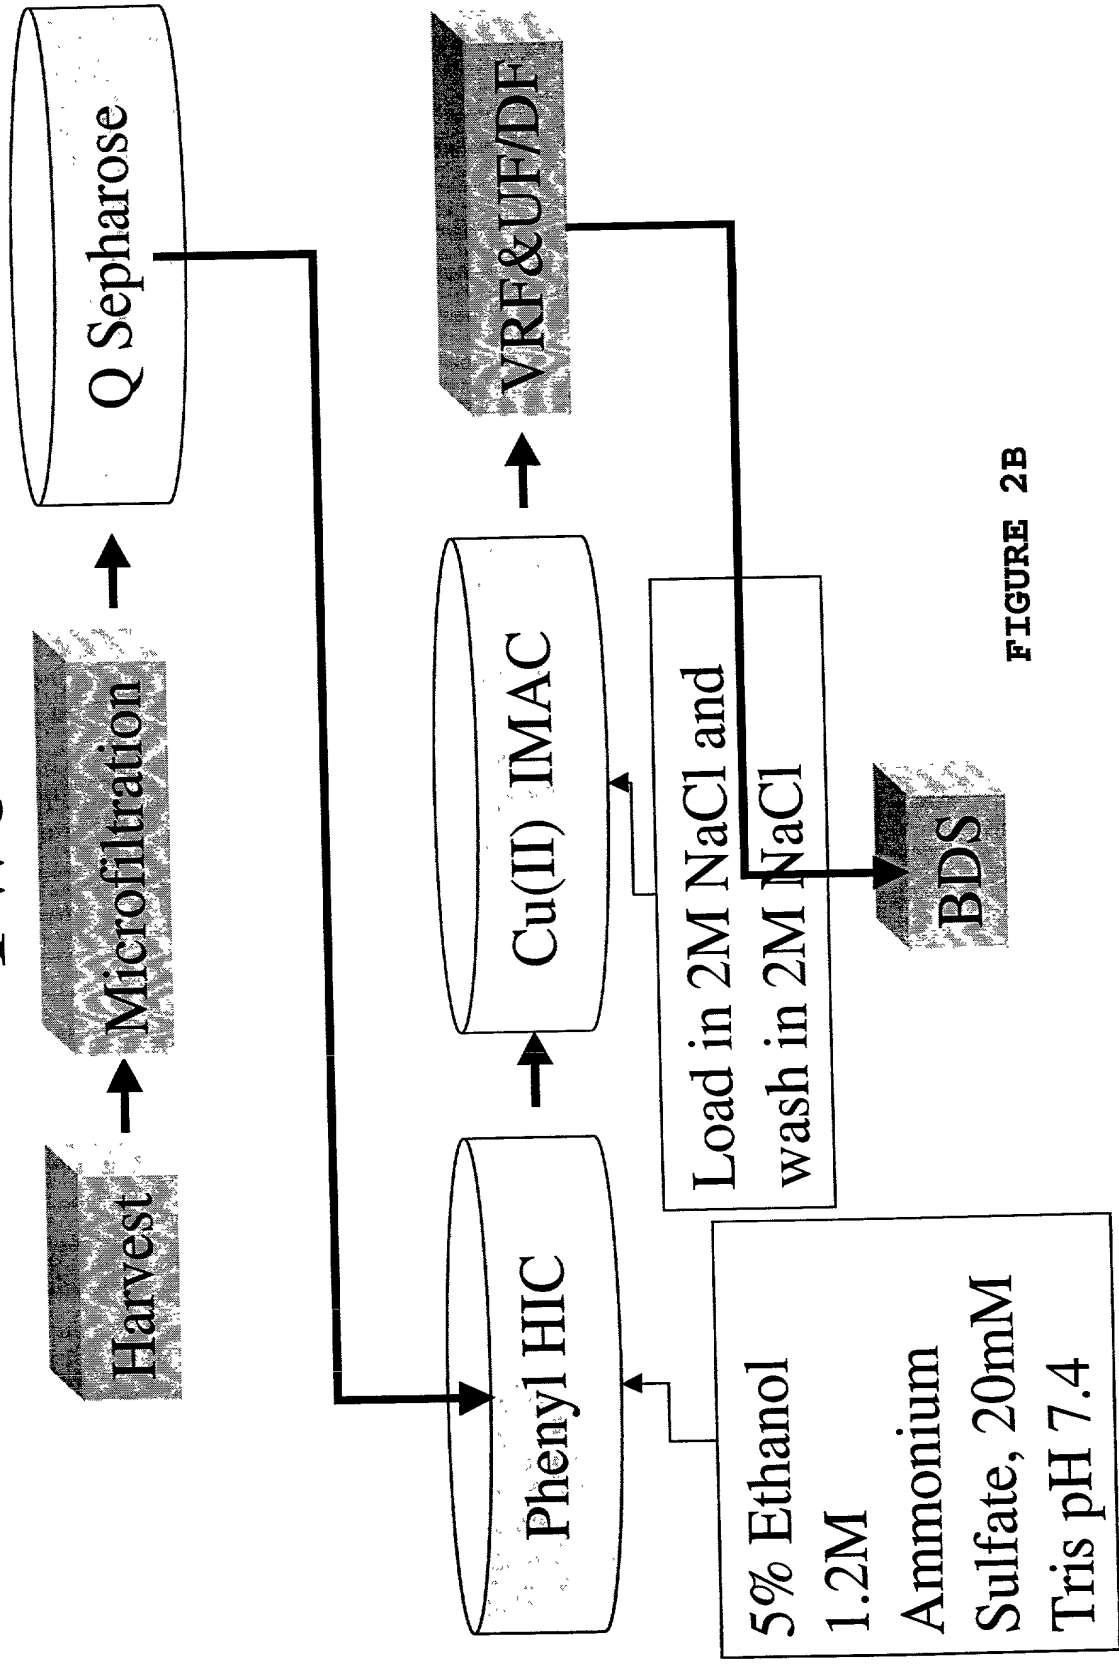 Harvest
Microfiltration
Q Sepharose
Phenyl HIC
Cu(II) IMAC
VRF&UF/DF
5% Ethanol
1.2M
Ammonium
Sulfate, 20mM
Tris pH 7.4
Load in 2M NaCl and
wash in 2M NaCl
BDS
FIGURE 2B